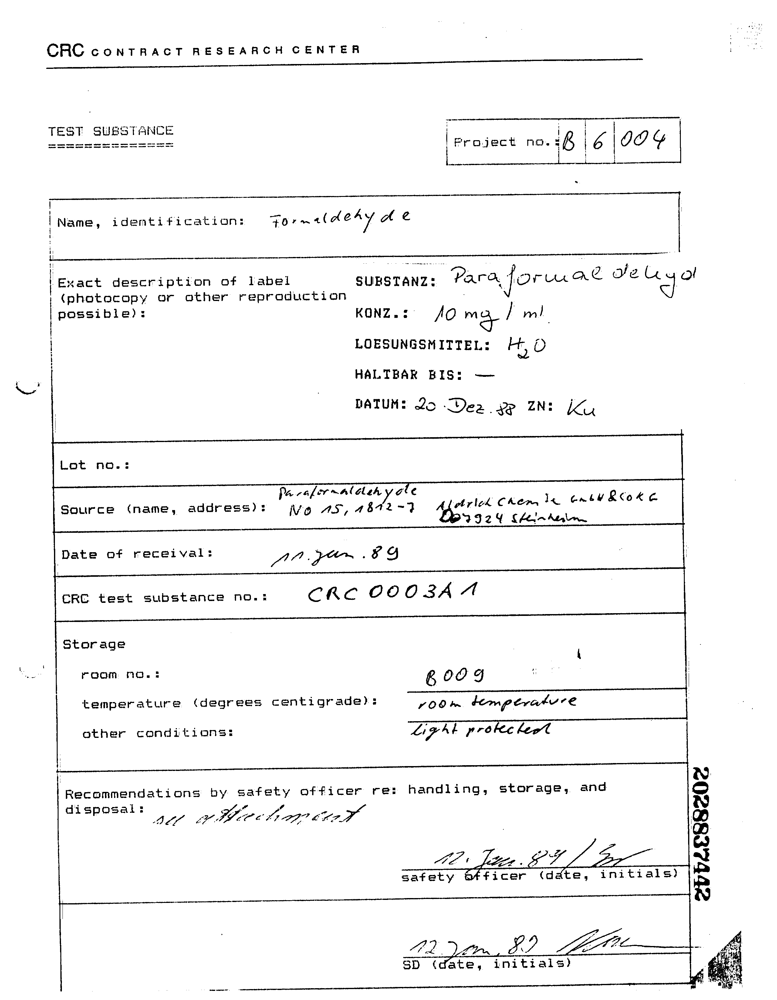 CRC CONTRACT RESEARCH CENTER
TEST SUBSTANCE
==============
Project no.: B 6 004
Name, identification: Formaldehyde
Exact description of label
(photocopy or other reproduction
possible):
SUBSTANZ: Paraformaldehyd
KONZ.: 10 mg / ml
LOESUNGSMITTEL: H2O
HALTBAR BIS: —
DATUM: 20. Dez. 88 ZN: Ku
Lot no.:
Source (name, address): Paraformaldehyde
No 15,1812-7 Aldrich Chemie GmbH & Co KG
D-7924 Steinheim
Date of receival: 11. Jan. 89
CRC test substance no.: CRC 0003A1
Storage
room no.: B009
temperature (degrees centigrade): room temperature
other conditions: light protected
Recommendations by safety officer re: handling, storage, and
disposal: see attachment
12. Jan. 89 /
safety officer (date, initials)
12. Jan. 89
SD (date, initials)
2028837442